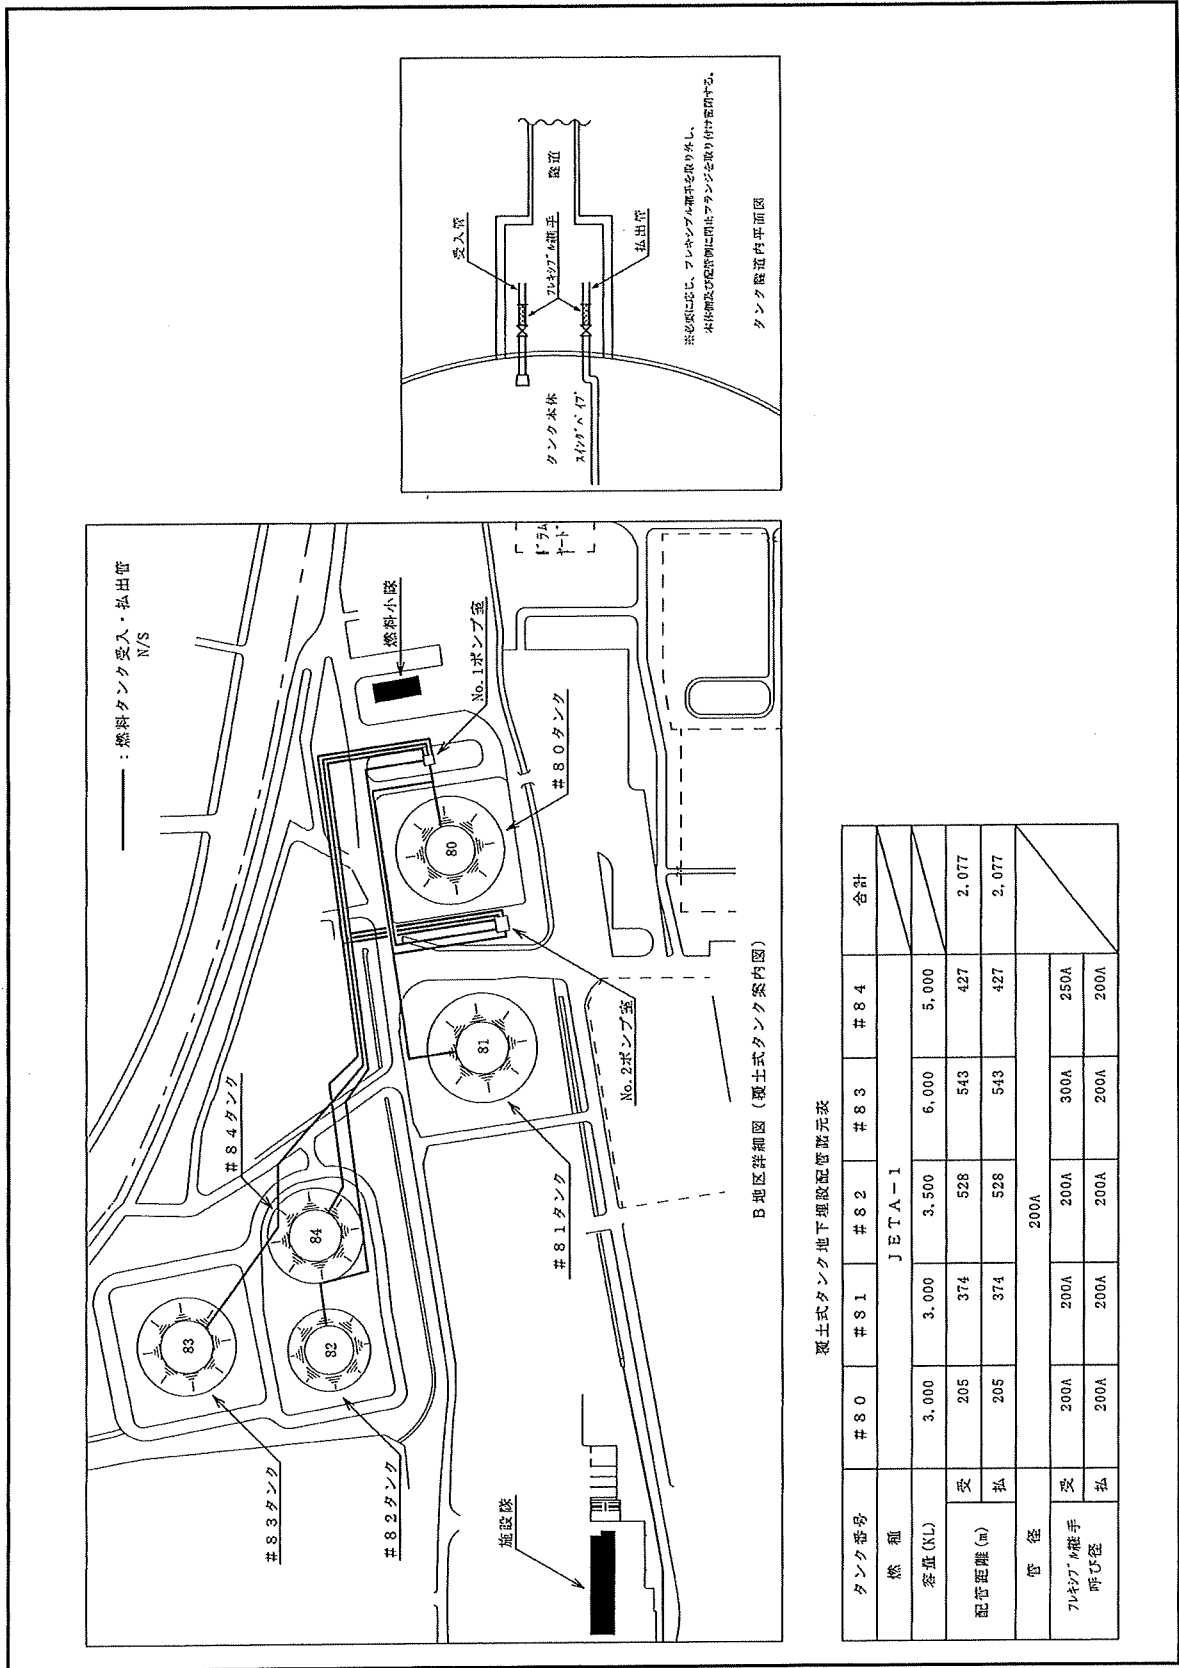 ———：燃料タンク受入・払出管
N/S
燃料小隊
No.1ポンプ室
ドラム
ヤード
#80タンク
80
No.2ポンプ室
81
#81タンク
#84タンク
84
83
82
#83タンク
#82タンク
施設隊
B地区詳細図（覆土式タンク案内図）
受入管
フレキシブル継手
隧道
払出管
タンク本体
スイングパイプ
※必要に応じ、フレキシブル継手を取り外し、
本体側及び配管側に閉止フランジを取り付け密閉する。
タンク隧道内平面図
覆土式タンク地下埋設配管諸元表
タンク番号 #80 #81 #82 #83 #84 合計
燃種 JETA-1
容量(KL) 3,000 3,000 3,500 6,000 5,000
配管距離(m) 受 205 374 528 543 427 2,077
払 205 374 528 543 427 2,077
管径 200A
フレキシブル継手
呼び径
受 200A 200A 200A 300A 250A
払 200A 200A 200A 200A 200A